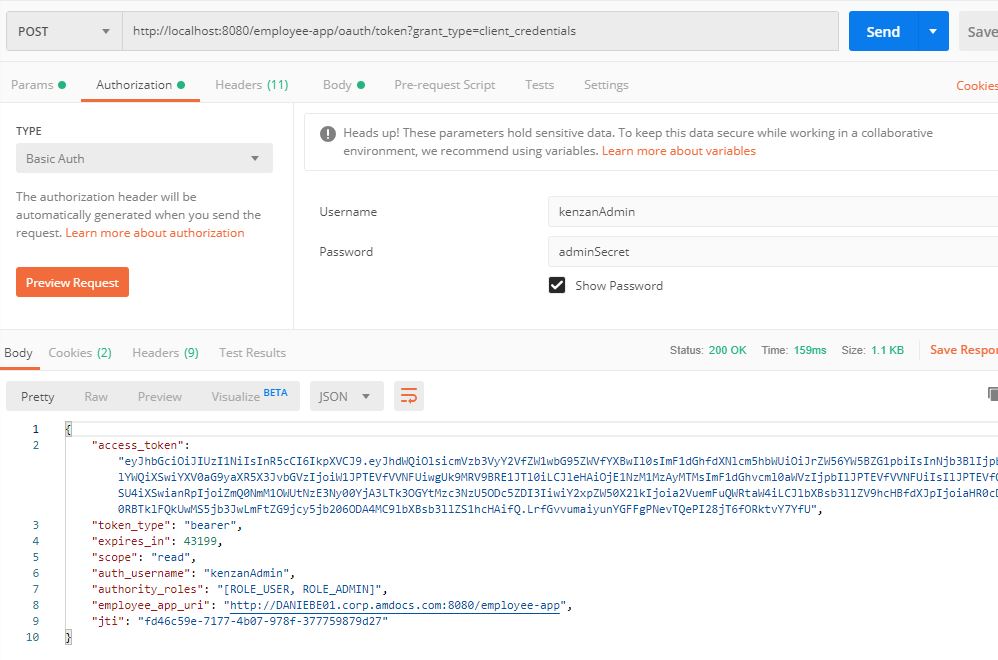 POST
http://localhost:8080/employee-app/oauth/token?grant_type=client_credentials
Send
Save
Params
Authorization
Headers (11)
Body
Pre-request Script
Tests
Settings
Cookies
TYPE
Basic Auth
The authorization header will be
automatically generated when you send the
request. Learn more about authorization
Preview Request
Heads up! These parameters hold sensitive data. To keep this data secure while working in a collaborative
environment, we recommend using variables. Learn more about variables
Username
kenzanAdmin
Password
adminSecret
Show Password
Body
Cookies (2)
Headers (9)
Test Results
Status: 200 OK
Time: 159ms
Size: 1.1 KB
Save Respon
Pretty
Raw
Preview
Visualize BETA
JSON
1 {
2 "access_token":
"eyJhbGciOiJIUzI1NiIsInR5cCI6IkpXVCJ9.eyJhdWQiOlsicmVzb3VyY2VfZW1wbG95ZWVfYXBwIl0sImF1dGhfdXNlcm5hbWUiOiJrZW56YW5BZG1pbiIsInNjb3BlIjpb
lYWQiXSwiYXV0aG9yaXR5X3JvbGVzIjoiW1JPTEVfVVNFUiwgUk9MRV9BRE1JTl0iLCJleHAiOjE1NzM1MzAyMTMsImF1dGhvcml0aWVzIjpbIlJPTEVfVVNFUiIsIlJPTEVfQ
SU4iXSwianRpIjoiZmQ0NmM1OWUtNzE3Ny00YjA3LTk3OGYtMzc3NzU5ODc5ZDI3IiwiY2xpZW50X2lkIjoia2VuemFuQWRtaW4iLCJlbXBsb3llZV9hcHBfdXJpIjoiaHR0cD
0RBTklFQkUwMS5jb3JwLmFtZG9jcy5jb206ODA4MC9lbXBsb3llZS1hcHAifQ.LrfGvvumaiyunYGFFgPNevTQePI28jT6fORktvY7YfU",
3 "token_type": "bearer",
4 "expires_in": 43199,
5 "scope": "read",
6 "auth_username": "kenzanAdmin",
7 "authority_roles": "[ROLE_USER, ROLE_ADMIN]",
8 "employee_app_uri": "http://DANIEBE01.corp.amdocs.com:8080/employee-app",
9 "jti": "fd46c59e-7177-4b07-978f-377759879d27"
10 }